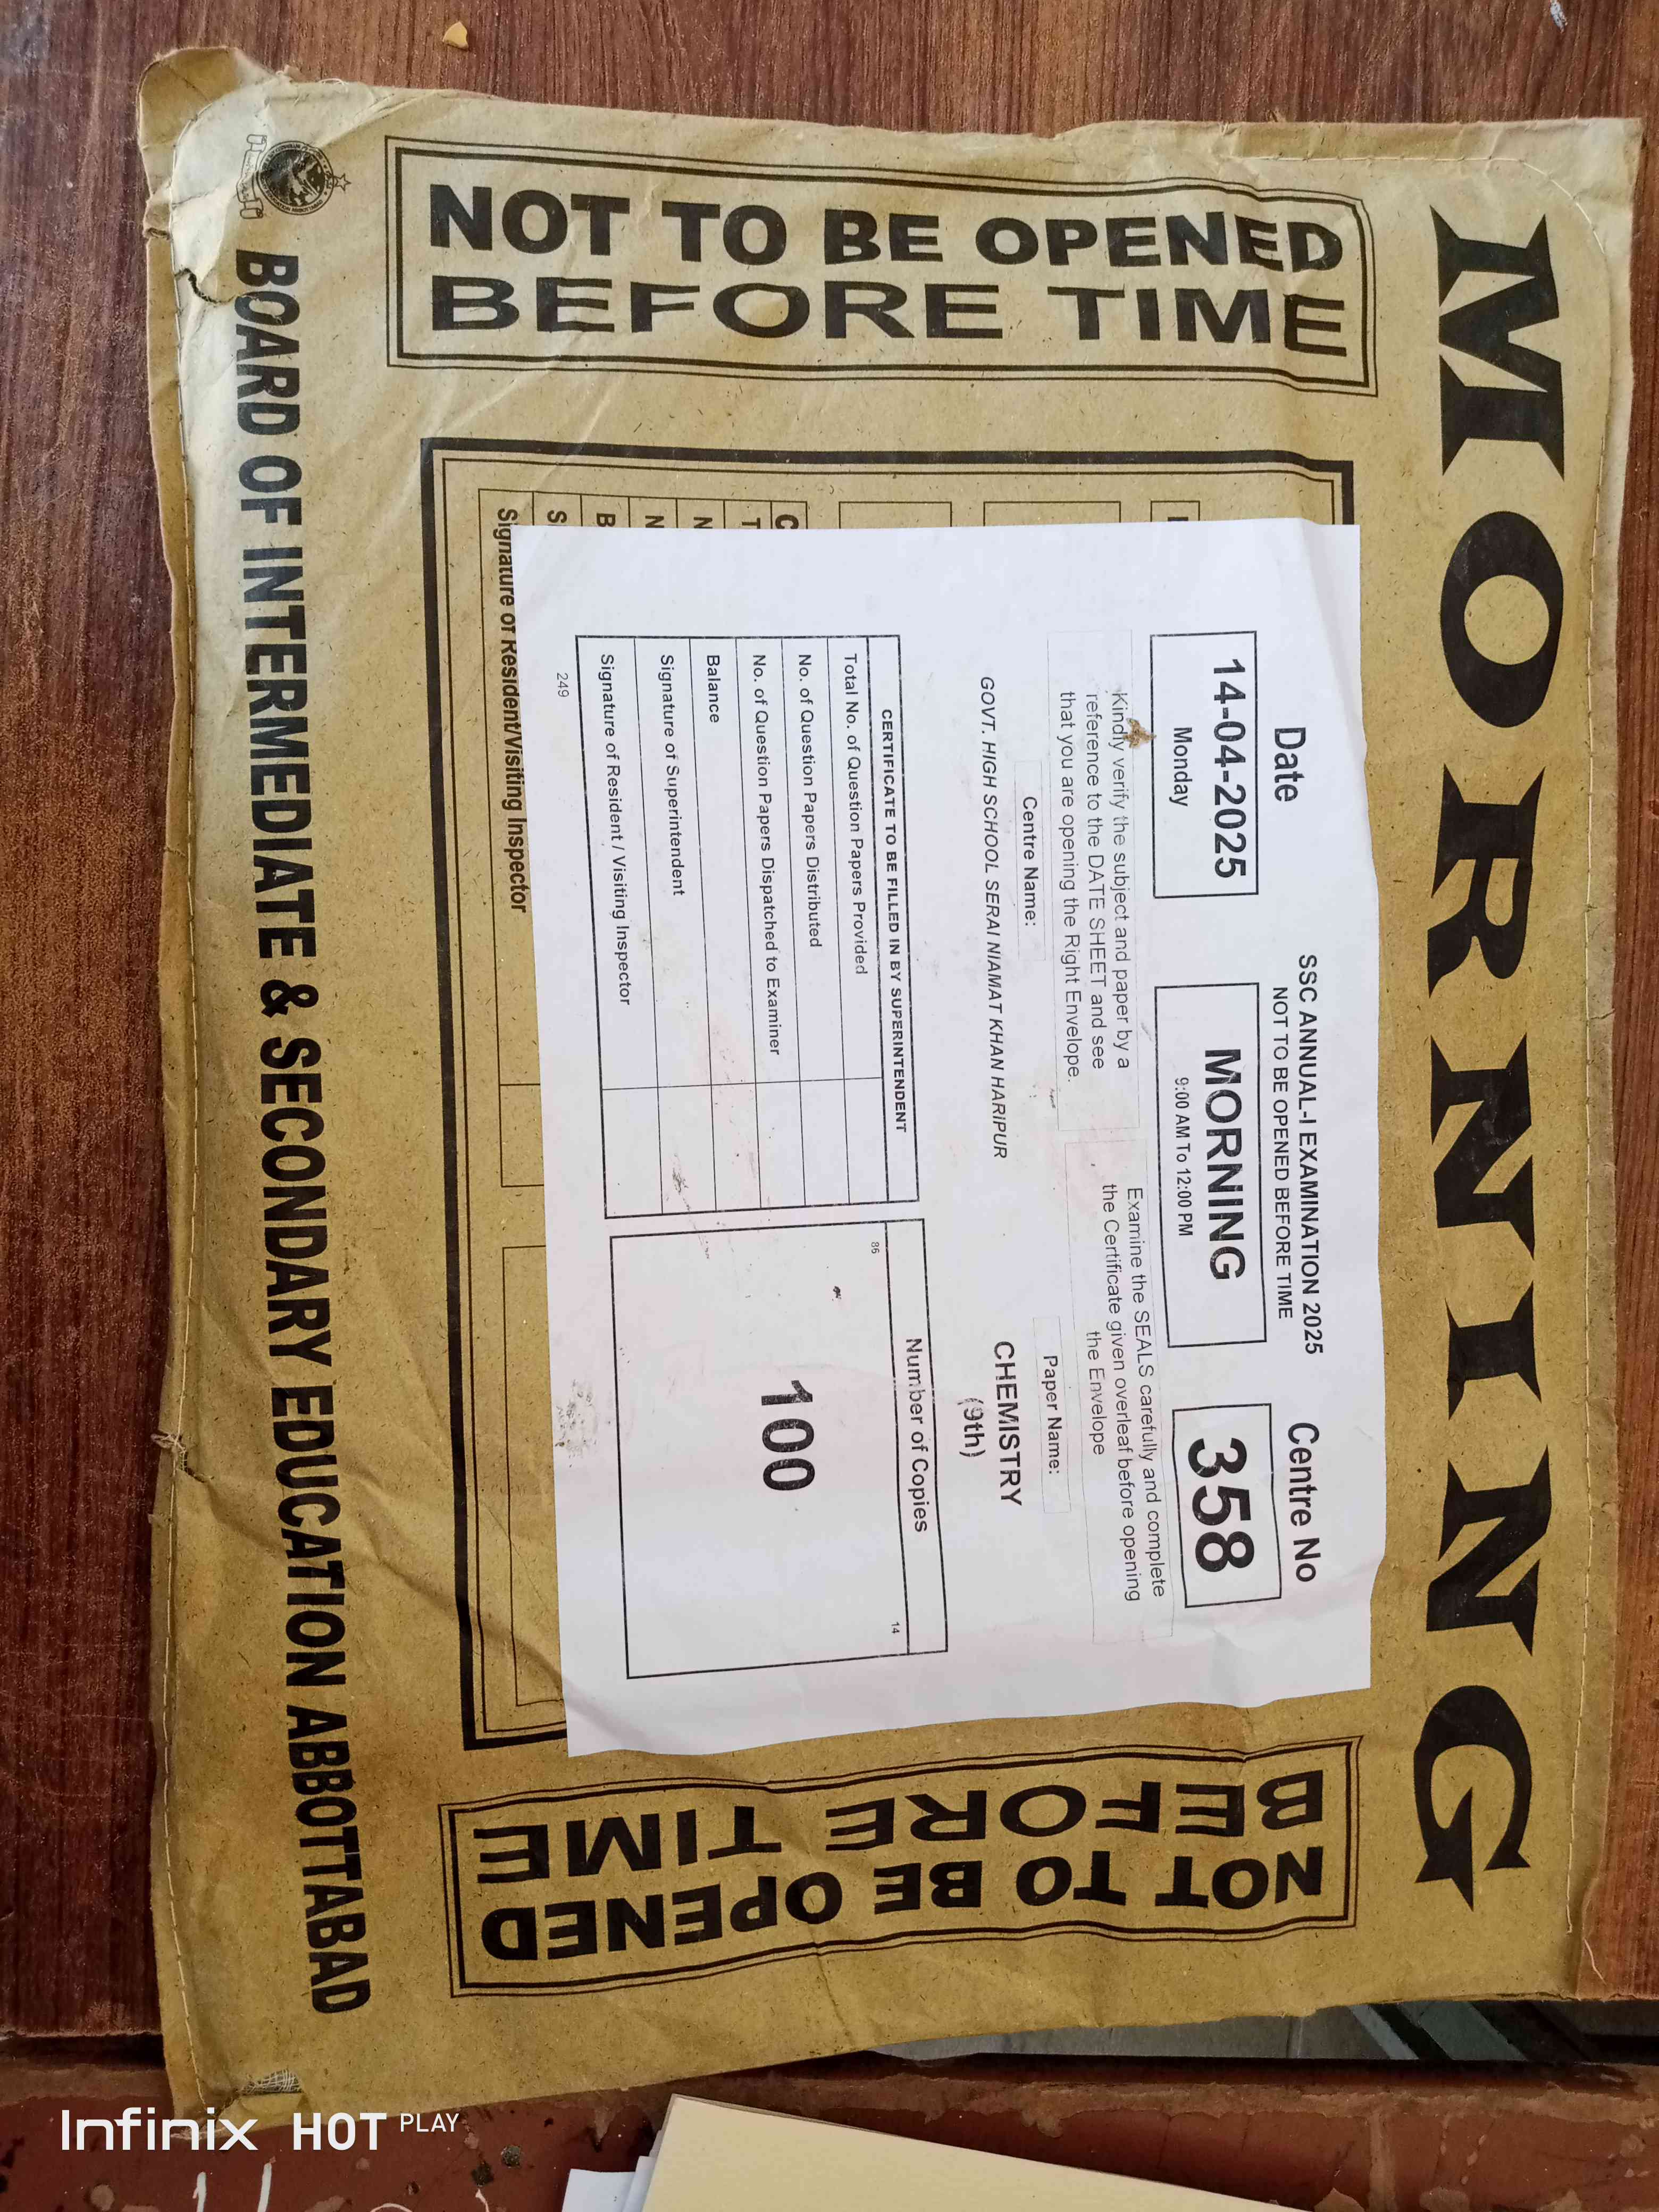 MORNING
NOT TO BE OPENED
BEFORE TIME
SSC ANNUAL-I EXAMINATION 2025
NOT TO BE OPENED BEFORE TIME
Date
14-04-2025
Monday
MORNING
9:00 AM To 12:00 PM
Centre No
358
Kindly verify the subject and paper by a
reference to the DATE SHEET and see
that you are opening the Right Envelope.
Examine the SEALS carefully and complete
the Certificate given overleaf before opening
the Envelope
Centre Name:
GOVT. HIGH SCHOOL SERAI NIAMAT KHAN HARIPUR
Paper Name:
CHEMISTRY
(9th)
CERTIFICATE TO BE FILLED IN BY SUPERINTENDENT
Total No. of Question Papers Provided
No. of Question Papers Distributed
No. of Question Papers Dispatched to Examiner
Balance
Signature of Superintendent
Signature of Resident / Visiting Inspector
249
Number of Copies
86
14
100
C
T
N
N
B
S
Signature of Resident/Visiting Inspector
NOT TO BE OPENED
BEFORE TIME
BOARD OF INTERMEDIATE & SECONDARY EDUCATION ABBOTTABAD
Infinix HOT PLAY